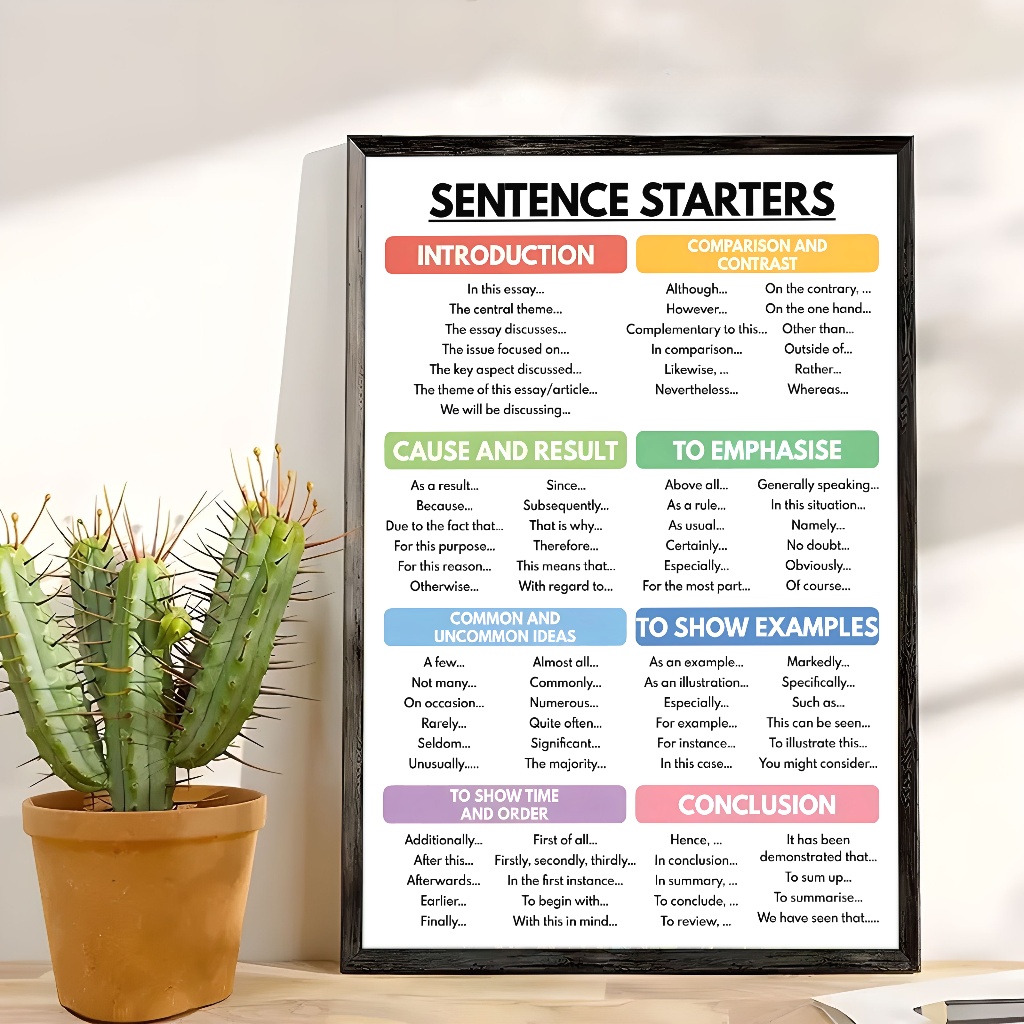 SENTENCE STARTERS
INTRODUCTION
In this essay...
The central theme...
The essay discusses...
The issue focused on...
The key aspect discussed...
The theme of this essay/article...
We will be discussing...
COMPARISON AND
CONTRAST
Although...
However...
Complementary to this...
In comparison...
Likewise, ...
Nevertheless...
On the contrary, ...
On the one hand...
Other than...
Outside of...
Rather...
Whereas...
CAUSE AND RESULT
As a result...
Because...
Due to the fact that...
For this purpose...
For this reason...
Otherwise...
Since...
Subsequently...
That is why...
Therefore...
This means that...
With regard to...
TO EMPHASISE
Above all...
As a rule...
As usual...
Certainly...
Especially...
For the most part...
Generally speaking...
In this situation...
Namely...
No doubt...
Obviously...
Of course...
COMMON AND
UNCOMMON IDEAS
A few...
Not many...
On occasion...
Rarely...
Seldom...
Unusually.....
Almost all...
Commonly...
Numerous...
Quite often...
Significant...
The majority...
TO SHOW EXAMPLES
As an example...
As an illustration...
Especially...
For example...
For instance...
In this case...
Markedly...
Specifically...
Such as...
This can be seen...
To illustrate this...
You might consider...
TO SHOW TIME
AND ORDER
Additionally...
After this...
Afterwards...
Earlier...
Finally...
First of all...
Firstly, secondly, thirdly...
In the first instance...
To begin with...
With this in mind...
CONCLUSION
Hence, ...
In conclusion...
In summary, ...
To conclude, ...
To review, ...
It has been
demonstrated that...
To sum up...
To summarise...
We have seen that.....